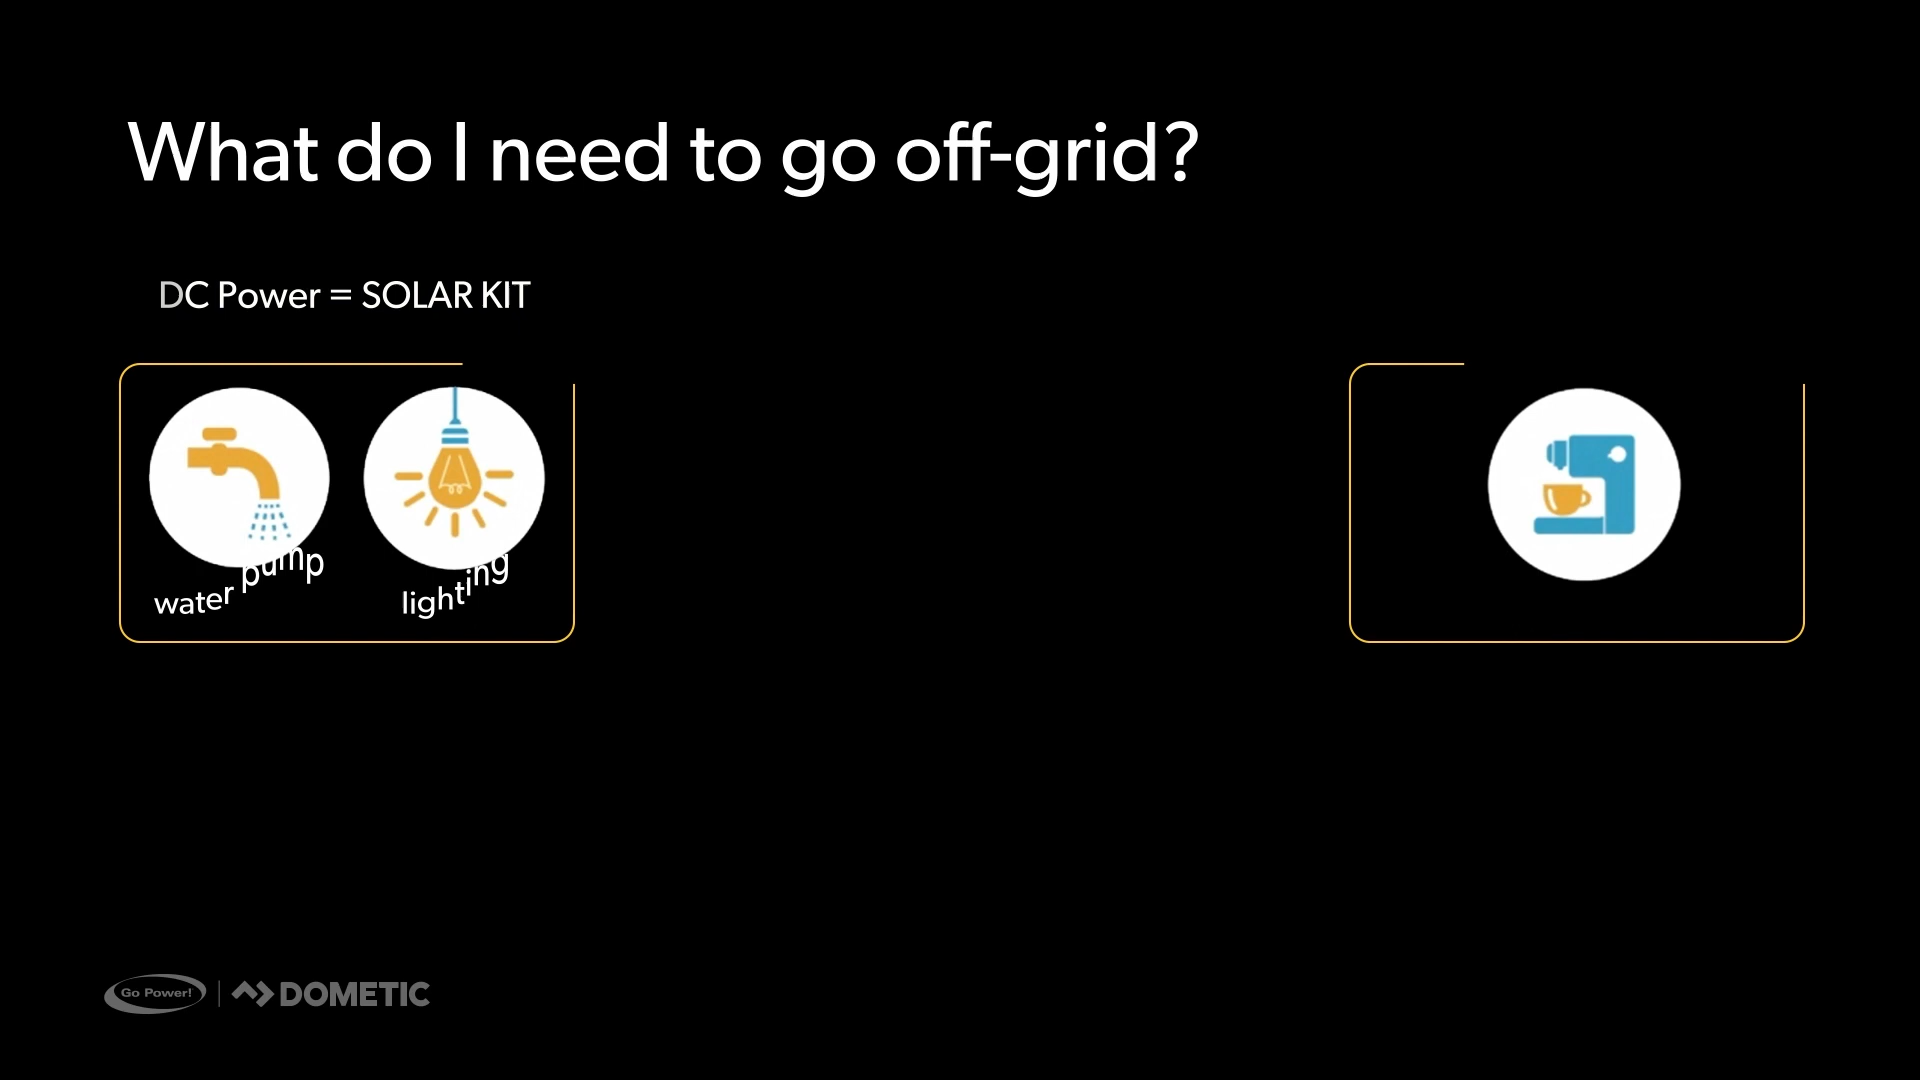 What do I need to go off-grid?
DC Power = SOLAR KIT
water pump
lighting
Go Power!
DOMETIC